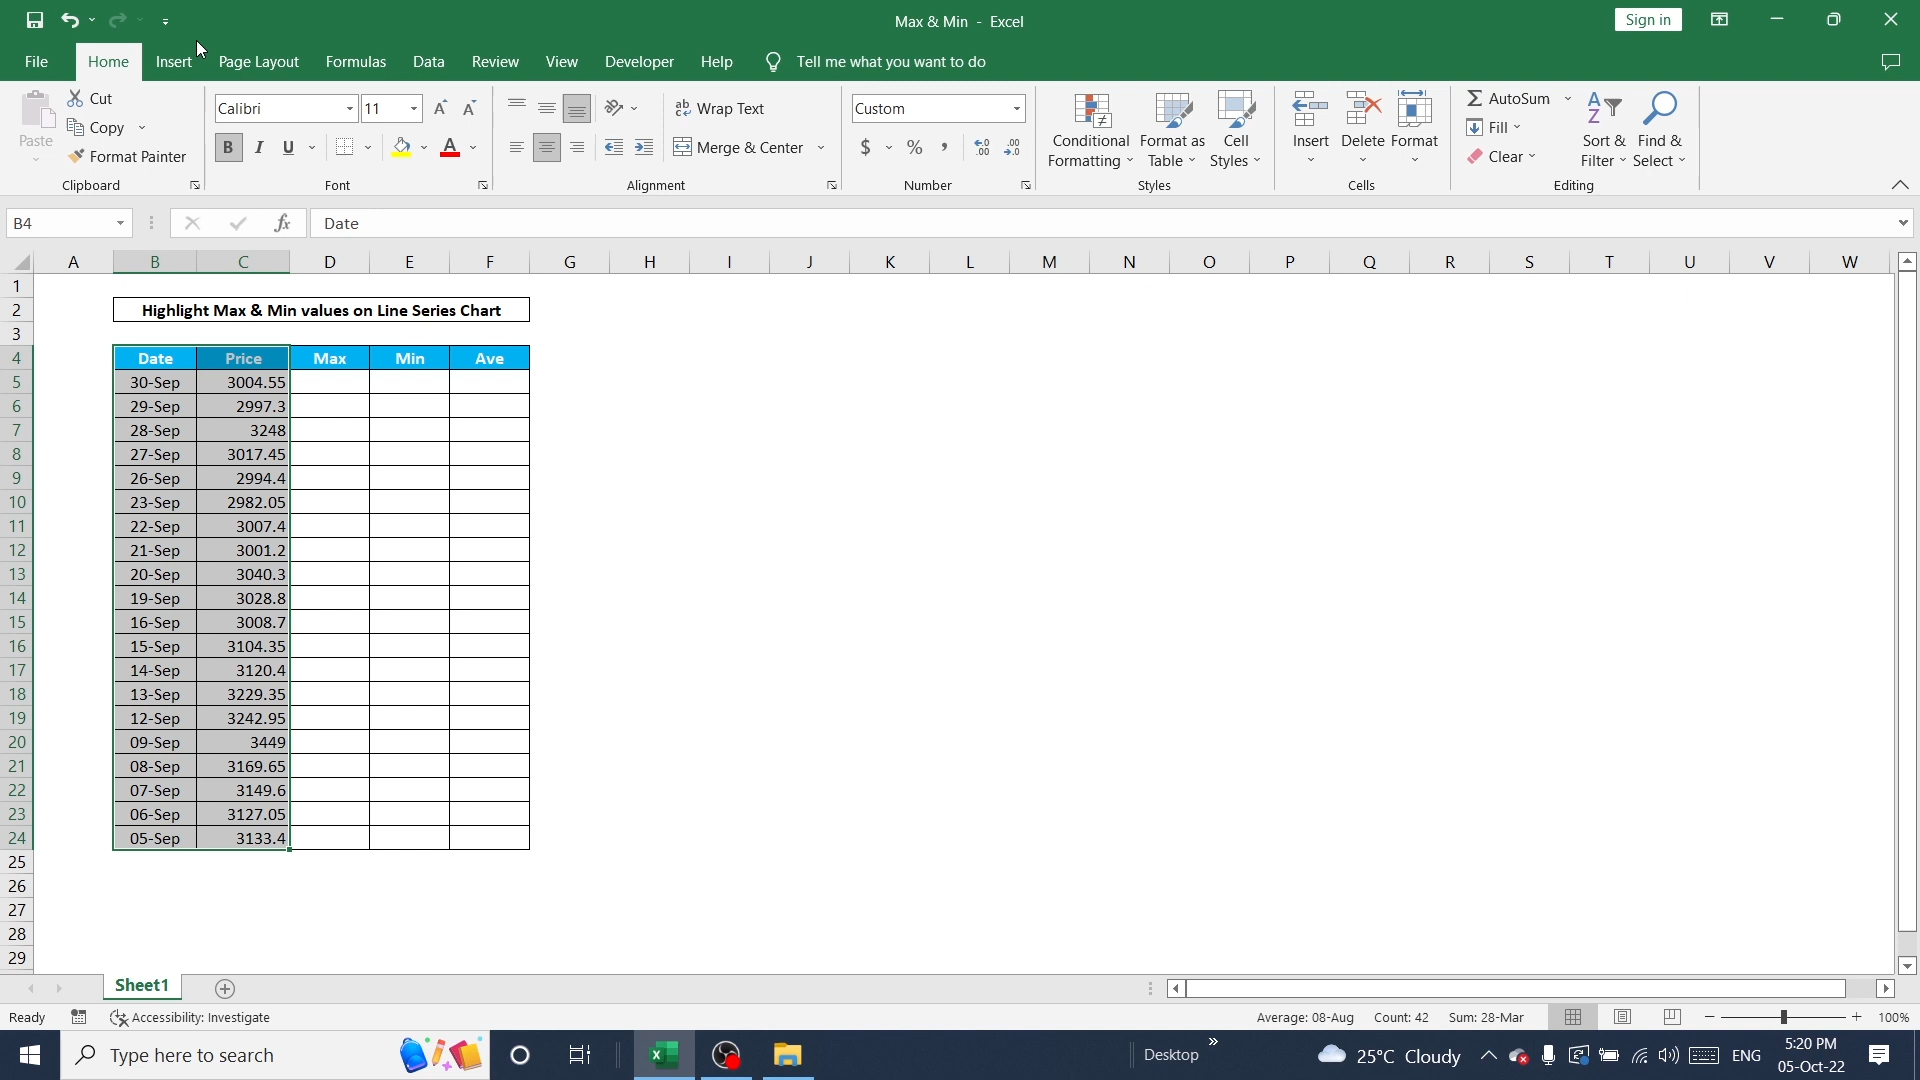 Max & Min - Excel
Sign in
File Home Insert Page Layout Formulas Data Review View Developer Help Tell me what you want to do
Paste
Cut
Copy
Format Painter
Clipboard
Calibri 11
B I U
Font
Wrap Text
Merge & Center
Alignment
Custom
$ % ,
Number
Conditional Formatting
Format as Table
Cell Styles
Styles
Insert Delete Format
Cells
AutoSum
Fill
Clear
Sort & Filter
Find & Select
Editing
B4 fx Date
A B C D E F G H I J K L M N O P Q R S T U V W
1
2 Highlight Max & Min values on Line Series Chart
3
4 Date Price Max Min Ave
5 30-Sep 3004.55
6 29-Sep 2997.3
7 28-Sep 3248
8 27-Sep 3017.45
9 26-Sep 2994.4
10 23-Sep 2982.05
11 22-Sep 3007.4
12 21-Sep 3001.2
13 20-Sep 3040.3
14 19-Sep 3028.8
15 16-Sep 3008.7
16 15-Sep 3104.35
17 14-Sep 3120.4
18 13-Sep 3229.35
19 12-Sep 3242.95
20 09-Sep 3449
21 08-Sep 3169.65
22 07-Sep 3149.6
23 06-Sep 3127.05
24 05-Sep 3133.4
25
26
27
28
29
Sheet1
Ready Accessibility: Investigate Average: 08-Aug Count: 42 Sum: 28-Mar 100%
Type here to search Desktop 25°C Cloudy ENG 5:20 PM
05-Oct-22